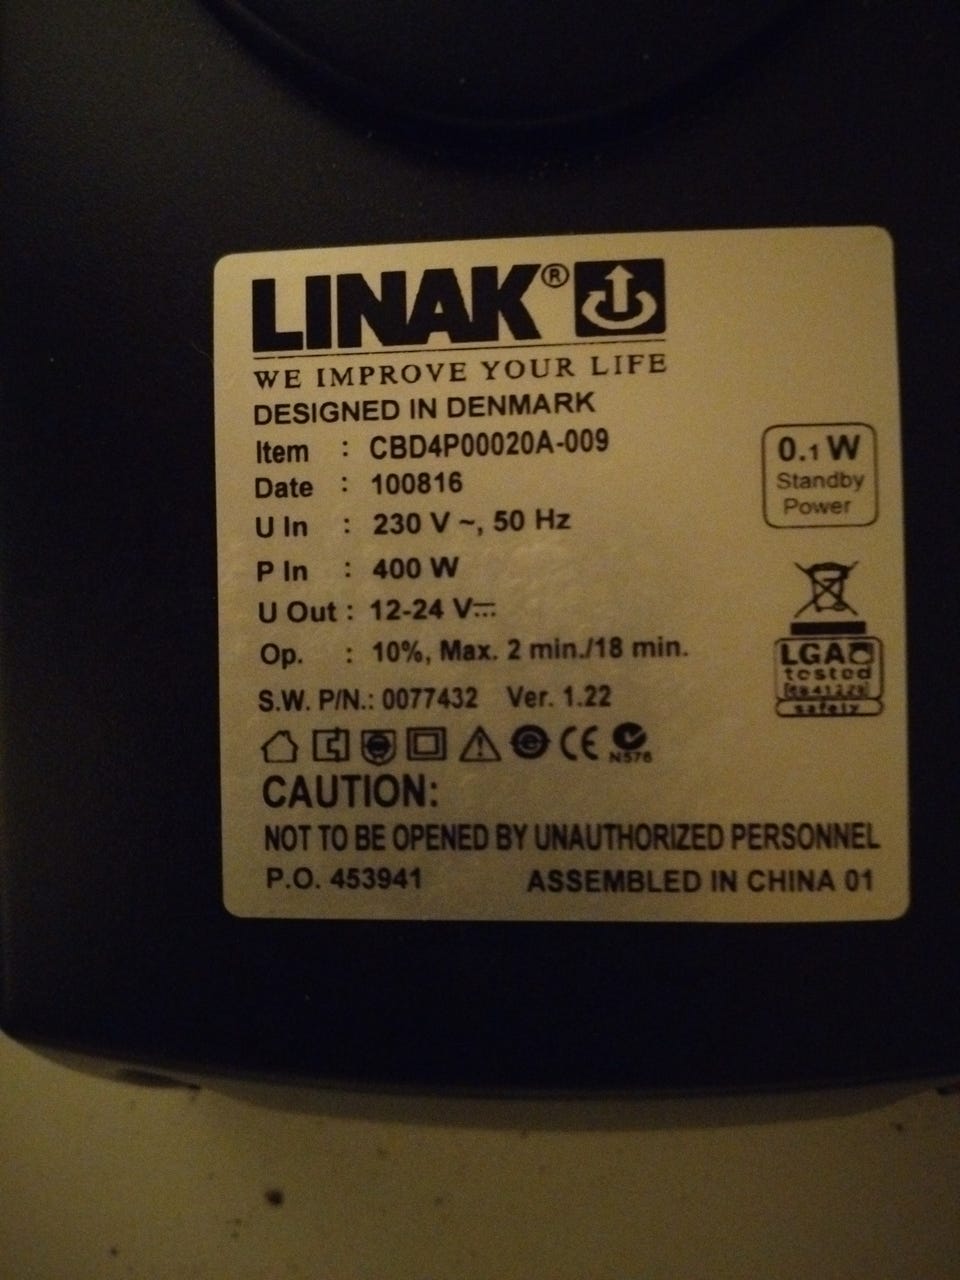 LINAK®
WE IMPROVE YOUR LIFE
DESIGNED IN DENMARK
Item : CBD4P00020A-009
Date : 100816
U In : 230 V ~, 50 Hz
P In : 400 W
U Out : 12-24 V⎓
Op. : 10%, Max. 2 min./18 min.
S.W. P/N.: 0077432 Ver. 1.22
0.1 W
Standby
Power
LGA
tested
safety
CE
N576
CAUTION:
NOT TO BE OPENED BY UNAUTHORIZED PERSONNEL
P.O. 453941 ASSEMBLED IN CHINA 01